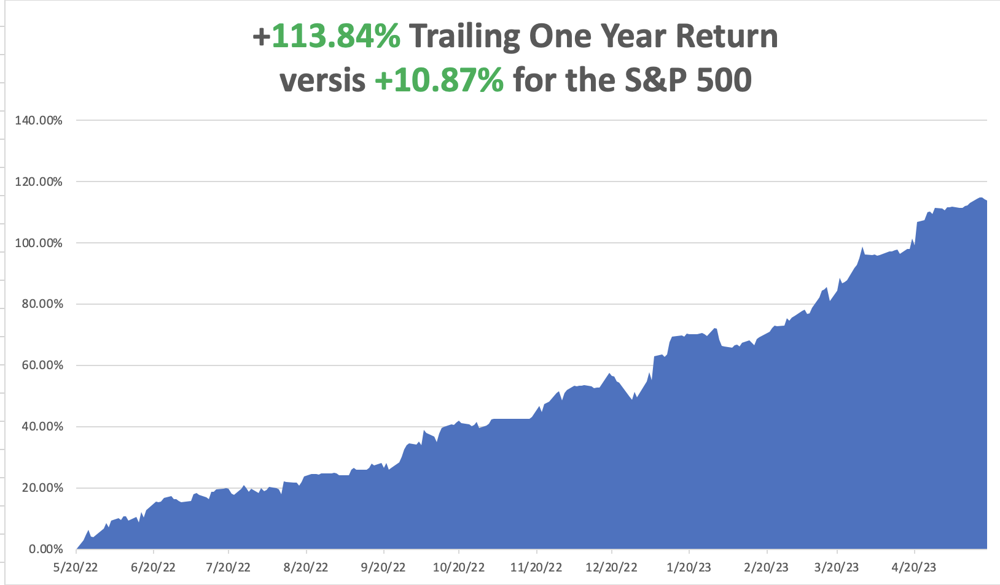 +113.84% Trailing One Year Return
versis +10.87% for the S&P 500
140.00%
120.00%
100.00%
80.00%
60.00%
40.00%
20.00%
0.00%
5/20/22 6/20/22 7/20/22 8/20/22 9/20/22 10/20/22 11/20/22 12/20/22 1/20/23 2/20/23 3/20/23 4/20/23